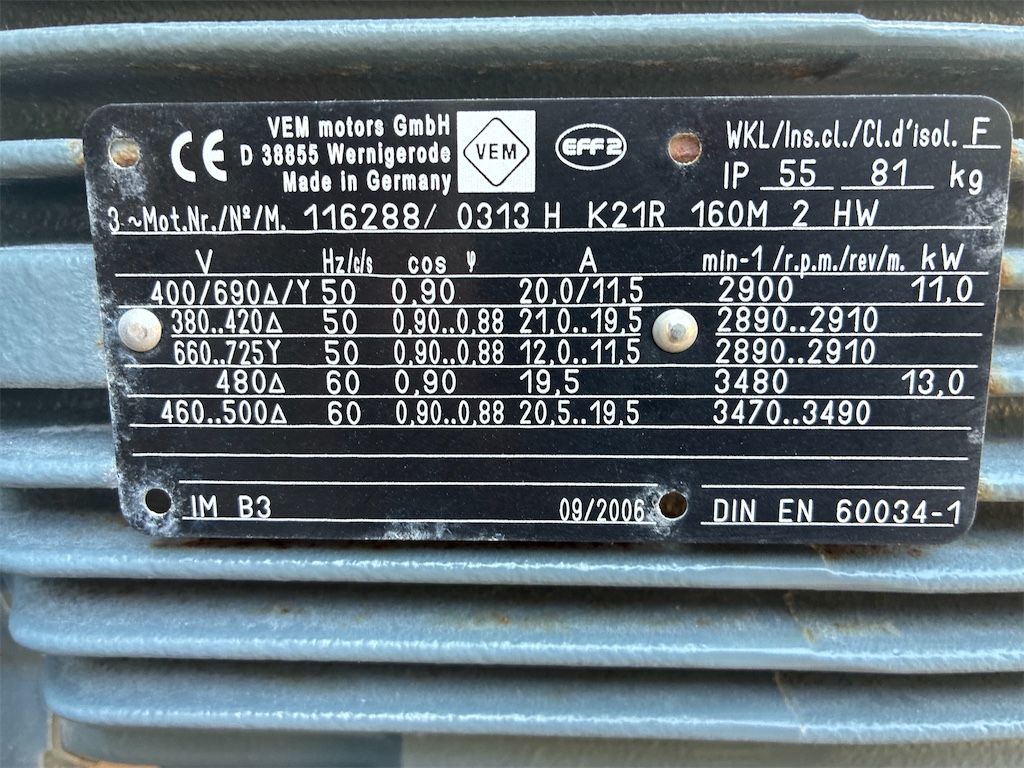 CE
VEM motors GmbH
D 38855 Wernigerode
Made in Germany
VEM
EFF2
WKL/Ins.cl./Cl.d'isol. F
IP 55 81 kg
3~Mot.Nr./Nº/M. 116288/ 0313 H K21R 160M 2 HW
V Hz/c/s cos φ A min-1/r.p.m./rev/m. kW
400/690Δ/Y 50 0,90 20,0/11,5 2900 11,0
380..420Δ 50 0,90..0,88 21,0..19,5 2890..2910
660..725Y 50 0,90..0,88 12,0..11,5 2890..2910
480Δ 60 0,90 19,5 3480 13,0
460..500Δ 60 0,90..0,88 20,5..19,5 3470..3490
IM B3 09/2006 DIN EN 60034-1